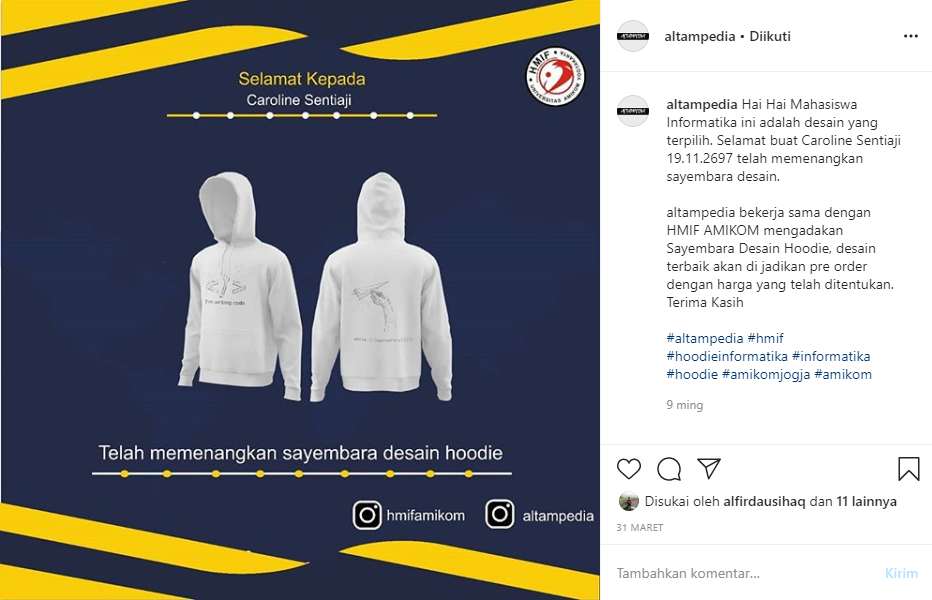 Selamat Kepada
Caroline Sentiaji
HMIF
UNIVERSITAS AMIKOM YOGYAKARTA
</>
I'm writing code
Telah memenangkan sayembara desain hoodie
hmifamikom
altampedia
ALTAMPEDIA
altampedia • Diikuti
ALTAMPEDIA
altampedia Hai Hai Mahasiswa
Informatika ini adalah desain yang
terpilih. Selamat buat Caroline Sentiaji
19.11.2697 telah memenangkan
sayembara desain.
altampedia bekerja sama dengan
HMIF AMIKOM mengadakan
Sayembara Desain Hoodie, desain
terbaik akan di jadikan pre order
dengan harga yang telah ditentukan.
Terima Kasih
#altampedia #hmif
#hoodieinformatika #informatika
#hoodie #amikomjogja #amikom
9 ming
Disukai oleh alfirdausihaq dan 11 lainnya
31 MARET
Tambahkan komentar...
Kirim